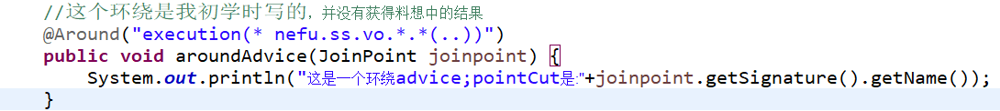 //这个环绕是我初学时写的, 并没有获得料想中的结果
@Around("execution(* nefu.ss.vo.*.*(..))")
public void aroundAdvice(JoinPoint joinpoint) {
System.out.println("这是一个环绕advice;pointCut是:"+joinpoint.getSignature().getName());
}